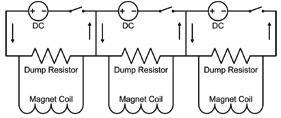 DC DC DC
Dump Resistor Dump Resistor Dump Resistor
Magnet Coil Magnet Coil Magnet Coil